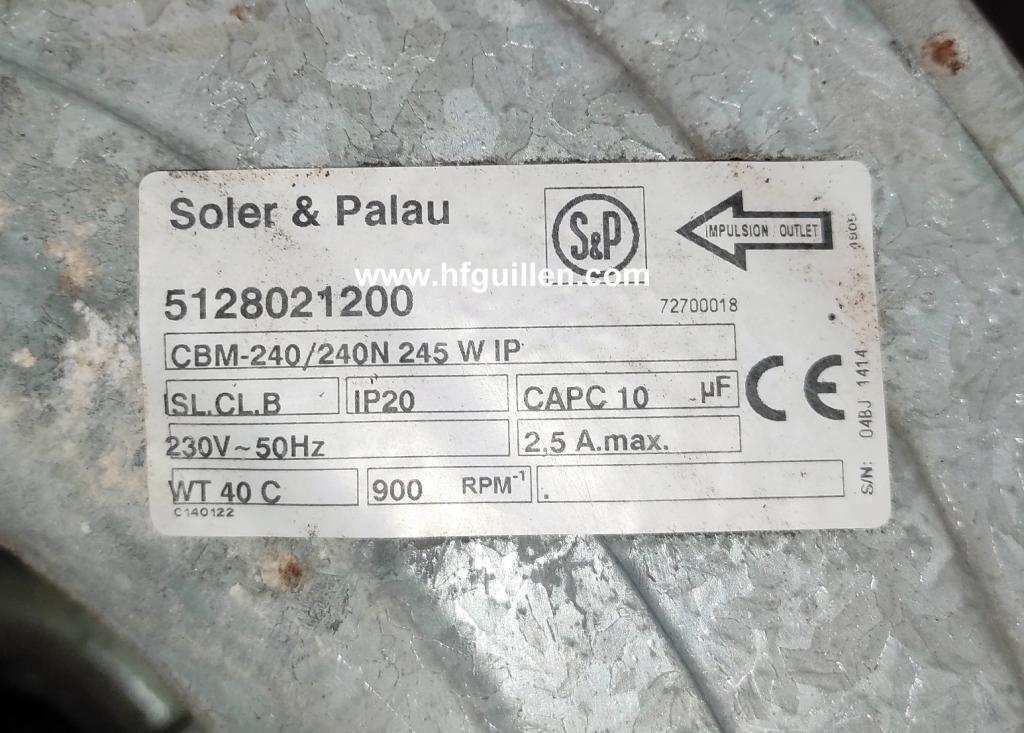 Soler & Palau
S&P
IMPULSION OUTLET
www.hfguillen.com
5128021200
72700018
CBM-240/240N 245 W IP
ISL.CL.B IP20 CAPC 10 µF
CE
230V~50Hz 2,5 A.max.
WT 40 C 900 RPM⁻¹ .
C140122
S/N: 04BJ 1414